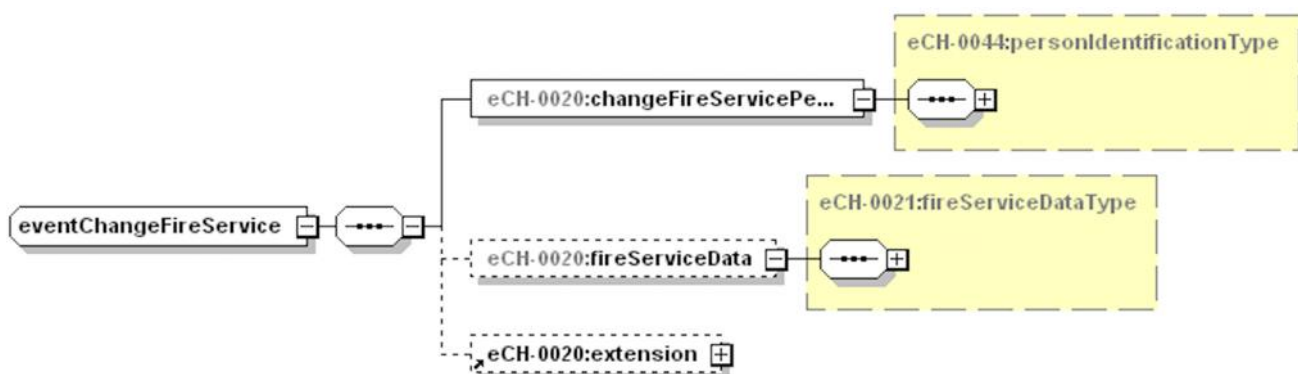 eCH-0044:personIdentificationType
eCH-0020:changeFireServicePe...
eCH-0021:fireServiceDataType
eventChangeFireService
eCH-0020:fireServiceData
eCH-0020:extension